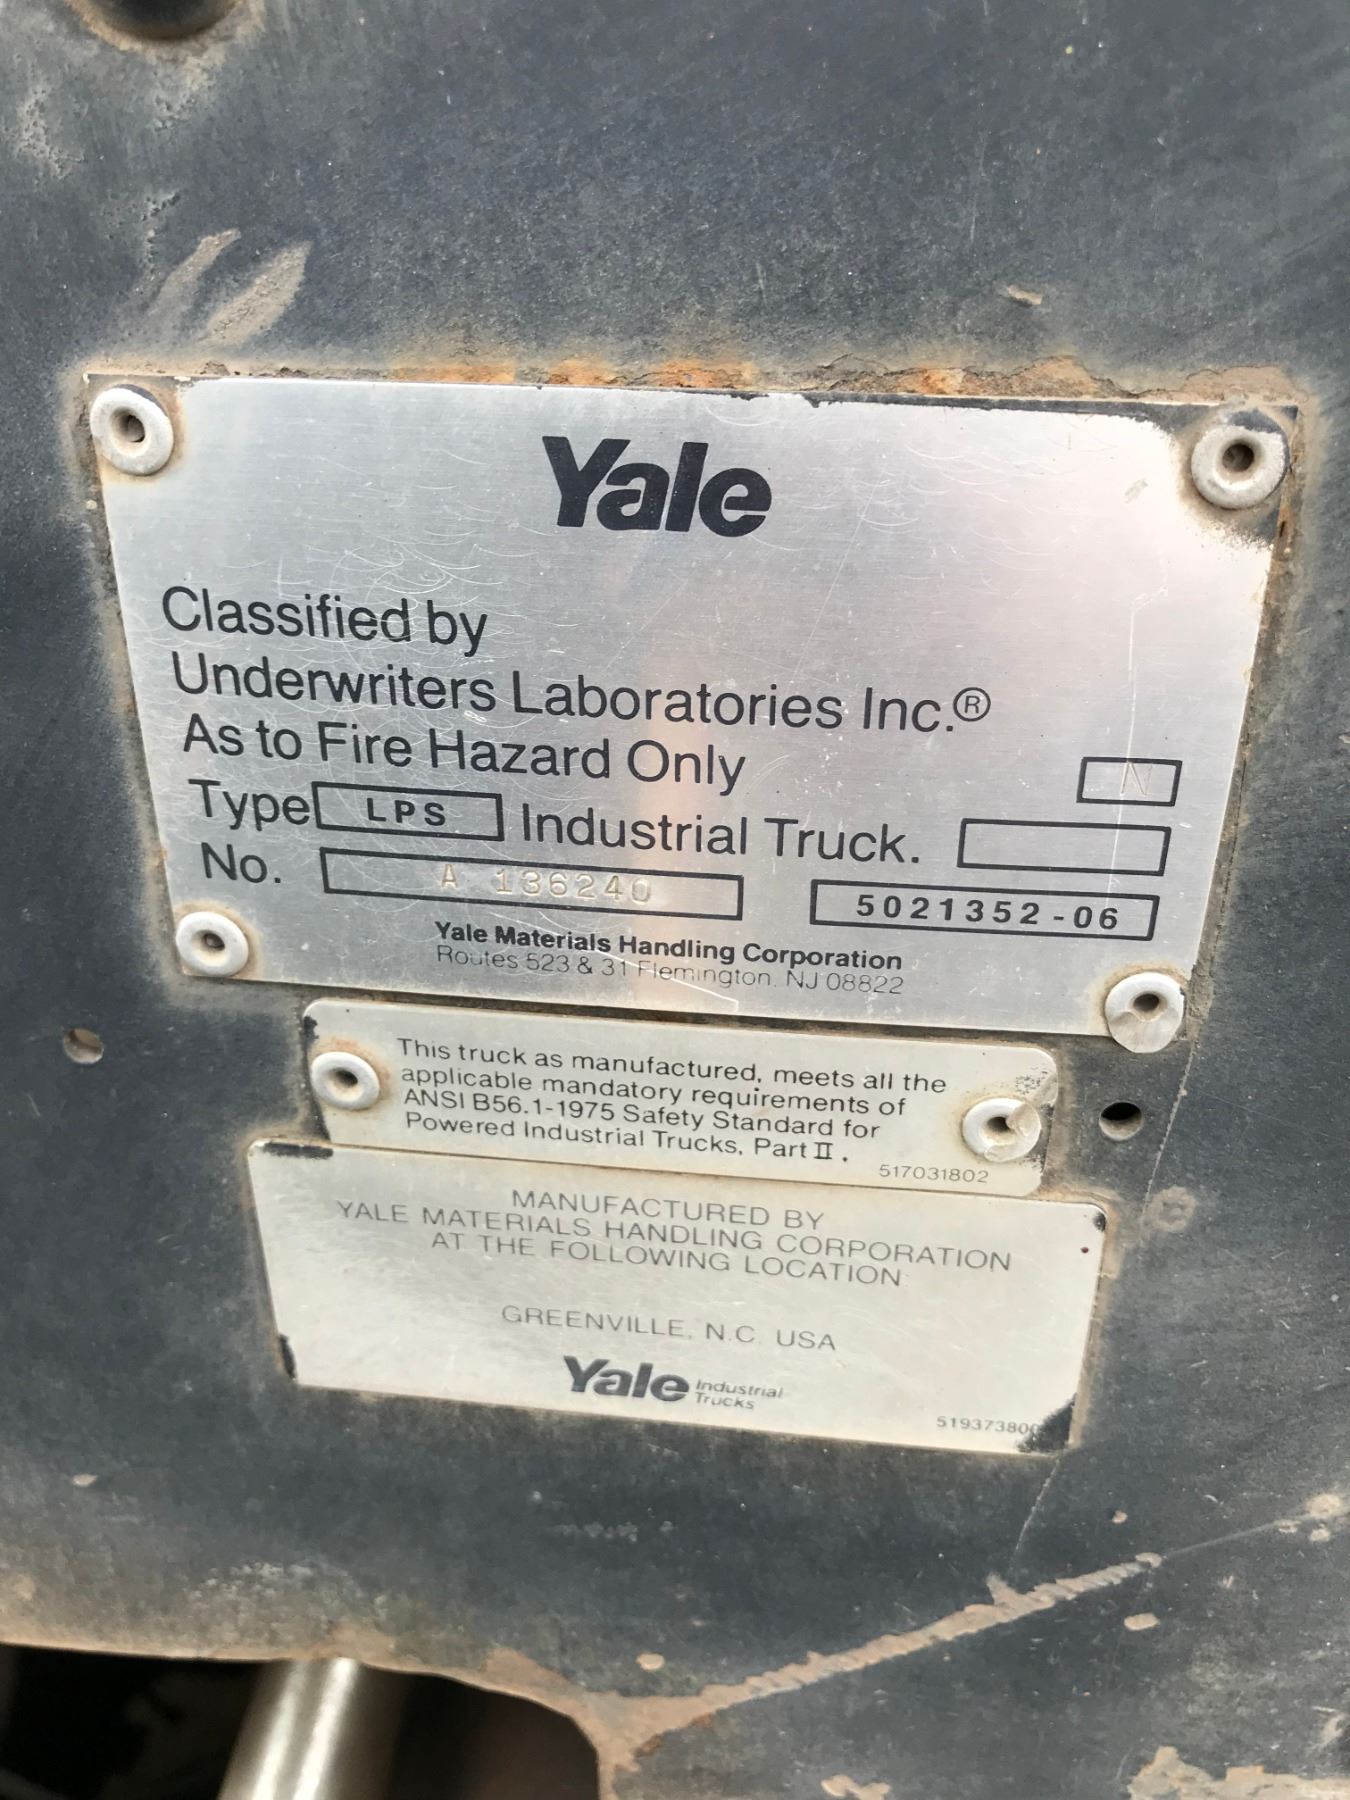 Yale
Classified by
Underwriters Laboratories Inc.®
As to Fire Hazard Only N
Type LPS Industrial Truck.
No. A 136240 5021352-06
Yale Materials Handling Corporation
Routes 523 & 31 Flemington, NJ 08822
This truck as manufactured, meets all the
applicable mandatory requirements of
ANSI B56.1-1975 Safety Standard for
Powered Industrial Trucks, Part II.
517031802
MANUFACTURED BY
YALE MATERIALS HANDLING CORPORATION
AT THE FOLLOWING LOCATION:
GREENVILLE, N.C. USA
Yale Industrial
Trucks